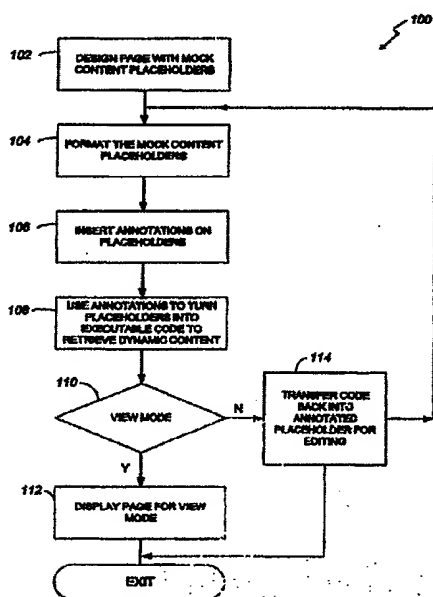 100
102
DESIGN PAGE WITH MOCK
CONTENT PLACEHOLDERS
104
FORMAT THE MOCK CONTENT
PLACEHOLDERS
106
INSERT ANNOTATIONS ON
PLACEHOLDERS
108
USE ANNOTATIONS TO TURN
PLACEHOLDERS INTO
EXECUTABLE CODE TO
RETRIEVE DYNAMIC CONTENT
110
VIEW MODE
N
Y
114
TRANSFER CODE
BACK INTO
ANNOTATED
PLACEHOLDER FOR
EDITING
112
DISPLAY PAGE FOR VIEW
MODE
EXIT